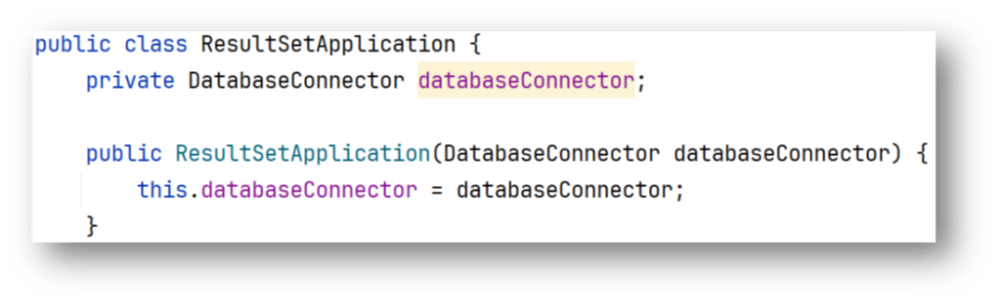 public class ResultSetApplication {
    private DatabaseConnector databaseConnector;
    public ResultSetApplication(DatabaseConnector databaseConnector) {
        this.databaseConnector = databaseConnector;
    }